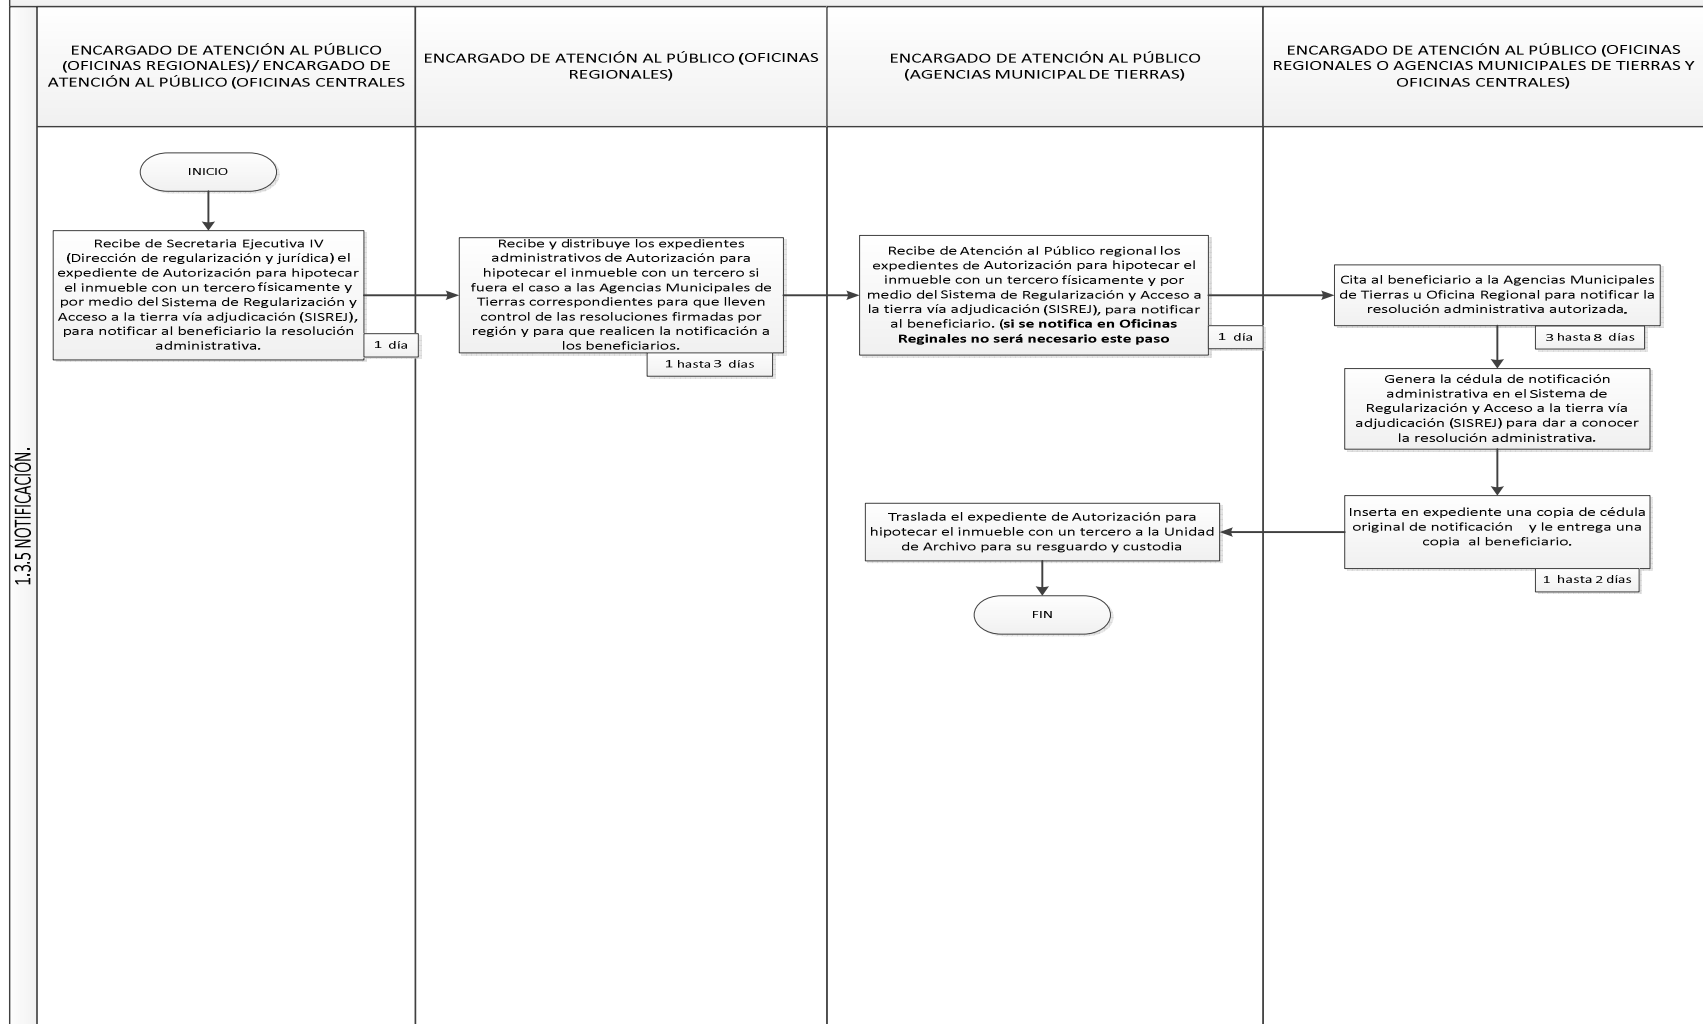 1.3.5 NOTIFICACIÓN.
ENCARGADO DE ATENCIÓN AL PÚBLICO
(OFICINAS REGIONALES)/ ENCARGADO DE
ATENCIÓN AL PÚBLICO (OFICINAS CENTRALES
ENCARGADO DE ATENCIÓN AL PÚBLICO (OFICINAS
REGIONALES)
ENCARGADO DE ATENCIÓN AL PÚBLICO
(AGENCIAS MUNICIPAL DE TIERRAS)
ENCARGADO DE ATENCIÓN AL PÚBLICO (OFICINAS
REGIONALES O AGENCIAS MUNICIPALES DE TIERRAS Y
OFICINAS CENTRALES)
INICIO
Recibe de Secretaria Ejecutiva IV
(Dirección de regularización y jurídica) el
expediente de Autorización para hipotecar
el inmueble con un tercero físicamente y
por medio del Sistema de Regularización y
Acceso a la tierra vía adjudicación (SISREJ),
para notificar al beneficiario la resolución
administrativa.
1 día
Recibe y distribuye los expedientes
administrativos de Autorización para
hipotecar el inmueble con un tercero si
fuera el caso a las Agencias Municipales de
Tierras correspondientes para que lleven
control de las resoluciones firmadas por
región y para que realicen la notificación a
los beneficiarios.
1 hasta 3 días
Recibe de Atención al Público regional los
expedientes de Autorización para hipotecar el
inmueble con un tercero físicamente y por
medio del Sistema de Regularización y Acceso a
la tierra vía adjudicación (SISREJ), para notificar
al beneficiario. (si se notifica en Oficinas
Reginales no será necesario este paso
1 día
Cita al beneficiario a la Agencias Municipales
de Tierras u Oficina Regional para notificar la
resolución administrativa autorizada.
3 hasta 8 días
Genera la cédula de notificación
administrativa en el Sistema de
Regularización y Acceso a la tierra vía
adjudicación (SISREJ) para dar a conocer
la resolución administrativa.
Inserta en expediente una copia de cédula
original de notificación y le entrega una
copia al beneficiario.
1 hasta 2 días
Traslada el expediente de Autorización para
hipotecar el inmueble con un tercero a la Unidad
de Archivo para su resguardo y custodia
FIN